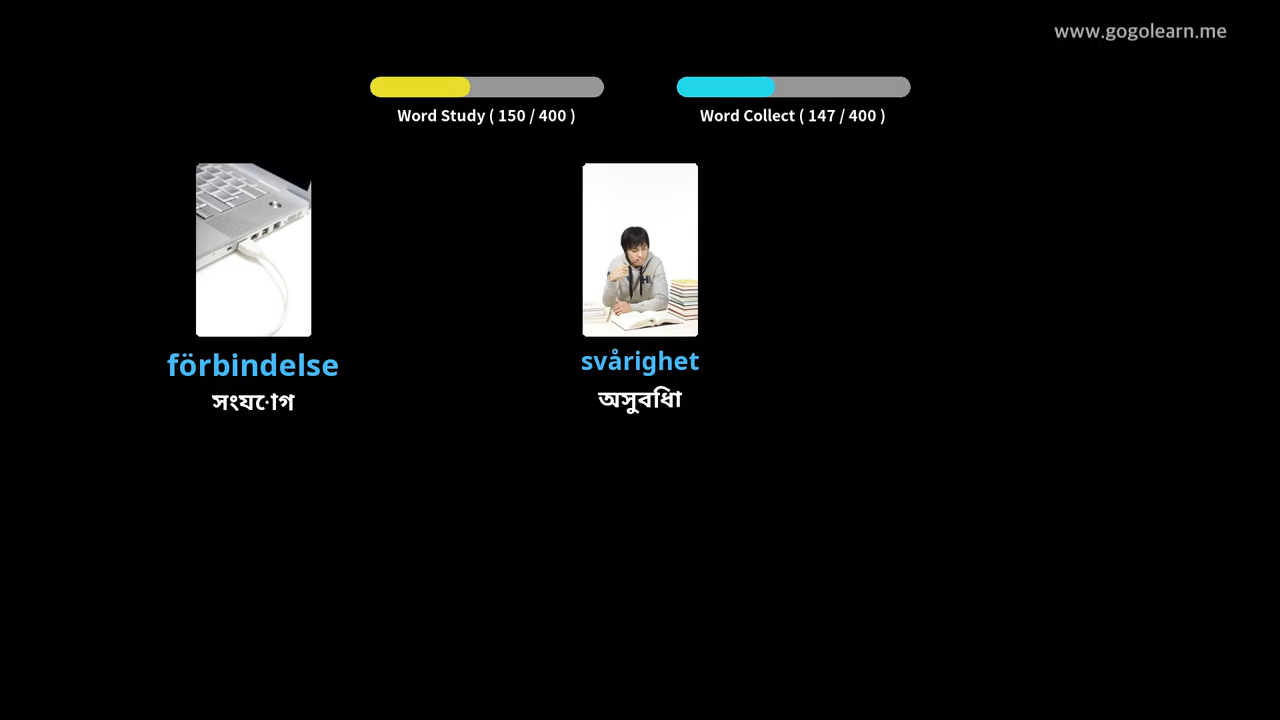 www.gogolearn.me
Word Study ( 150 / 400 )
Word Collect ( 147 / 400 )
förbindelse
সংযোগ
svårighet
অসুবিধা